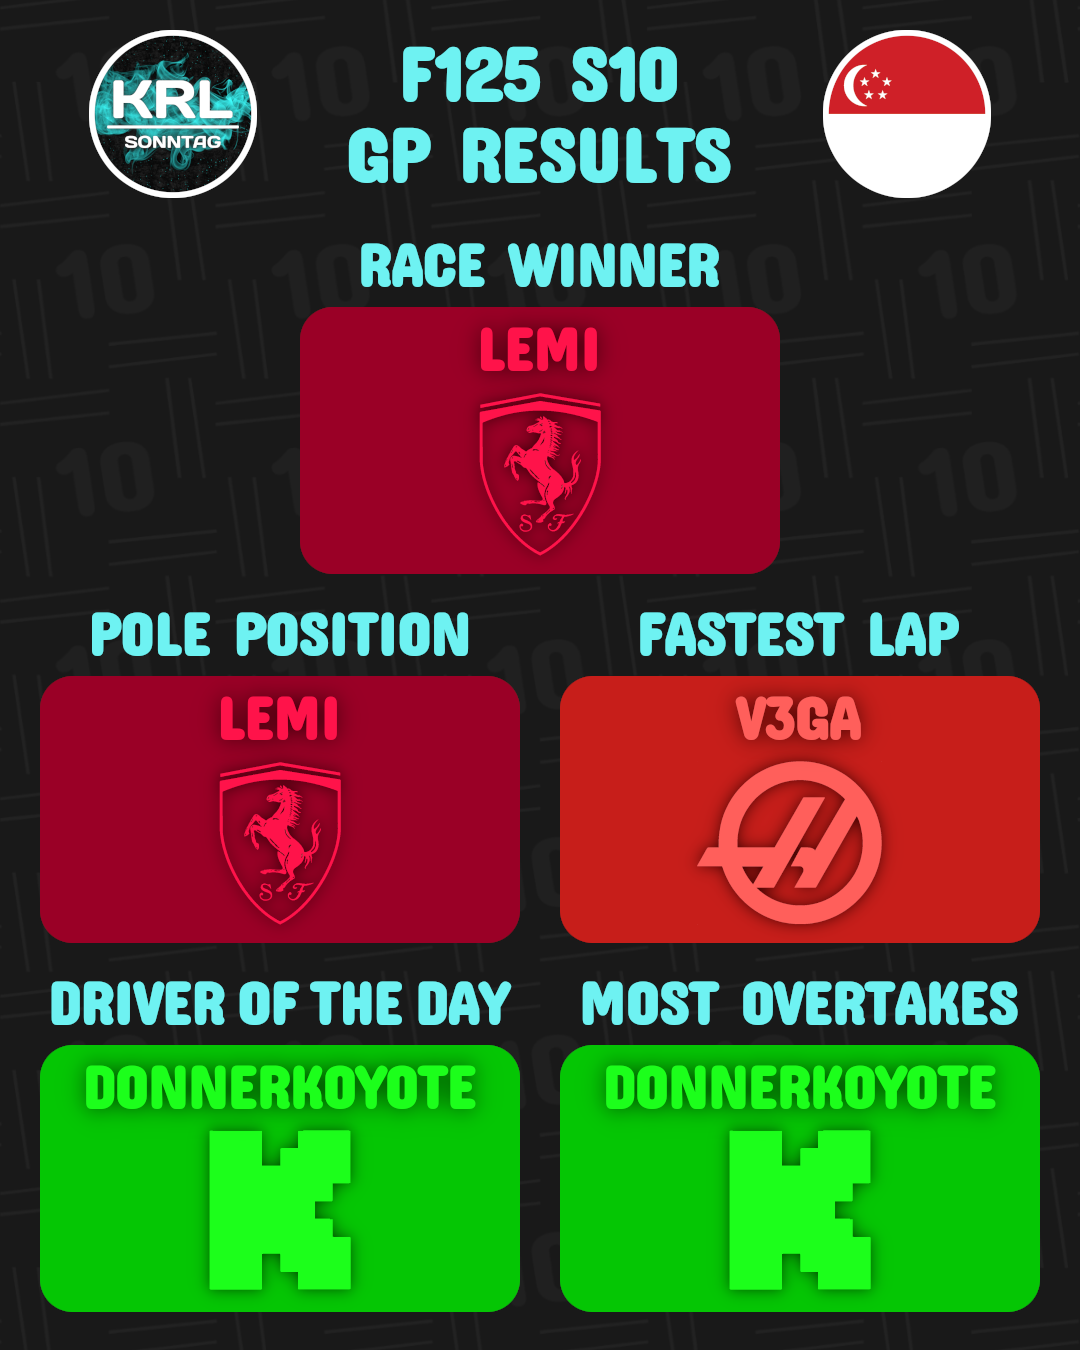 KRL
SONNTAG
F125 S10
GP RESULTS
RACE WINNER
LEMI
S F
POLE POSITION
FASTEST LAP
LEMI
S F
V3GA
H
DRIVER OF THE DAY
MOST OVERTAKES
DONNERKOYOTE
DONNERKOYOTE
K
K
10